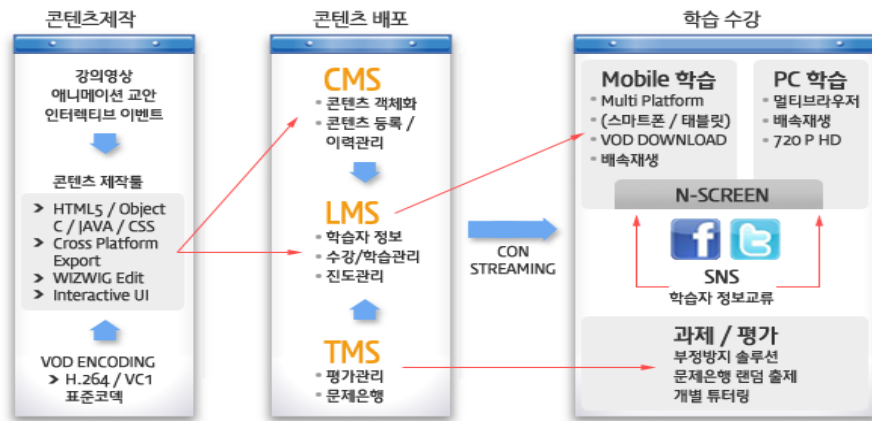 콘텐츠제작
강의영상
애니메이션 교안
인터렉티브 이벤트
콘텐츠 제작툴
> HTML5 / Object
C / JAVA / CSS
> Cross Platform
Export
> WIZWIG Edit
> Interactive UI
VOD ENCODING
> H.264 / VC1
표준코덱
콘텐츠 배포
CMS
• 콘텐츠 객체화
• 콘텐츠 등록 /
이력관리
LMS
• 학습자 정보
• 수강/학습관리
• 진도관리
TMS
• 평가관리
• 문제은행
CON
STREAMING
학습 수강
Mobile 학습
• Multi Platform
• (스마트폰 / 태블릿)
• VOD DOWNLOAD
• 배속재생
PC 학습
• 멀티브라우저
• 배속재생
• 720 P HD
N-SCREEN
SNS
학습자 정보교류
과제 / 평가
부정방지 솔루션
문제은행 랜덤 출제
개별 튜터링